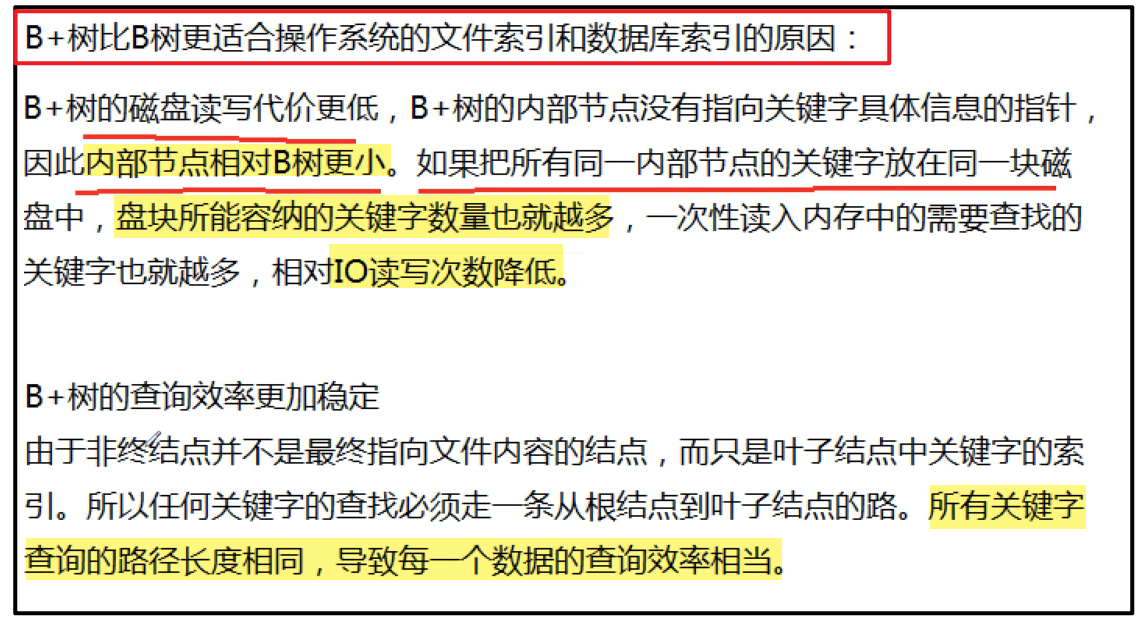 B+树比B树更适合操作系统的文件索引和数据库索引的原因：
B+树的磁盘读写代价更低，B+树的内部节点没有指向关键字具体信息的指针，
因此内部节点相对B树更小。如果把所有同一内部节点的关键字放在同一块磁
盘中，盘块所能容纳的关键字数量也就越多，一次性读入内存中的需要查找的
关键字也就越多，相对IO读写次数降低。
B+树的查询效率更加稳定
由于非终结点并不是最终指向文件内容的结点，而只是叶子结点中关键字的索
引。所以任何关键字的查找必须走一条从根结点到叶子结点的路。所有关键字
查询的路径长度相同，导致每一个数据的查询效率相当。